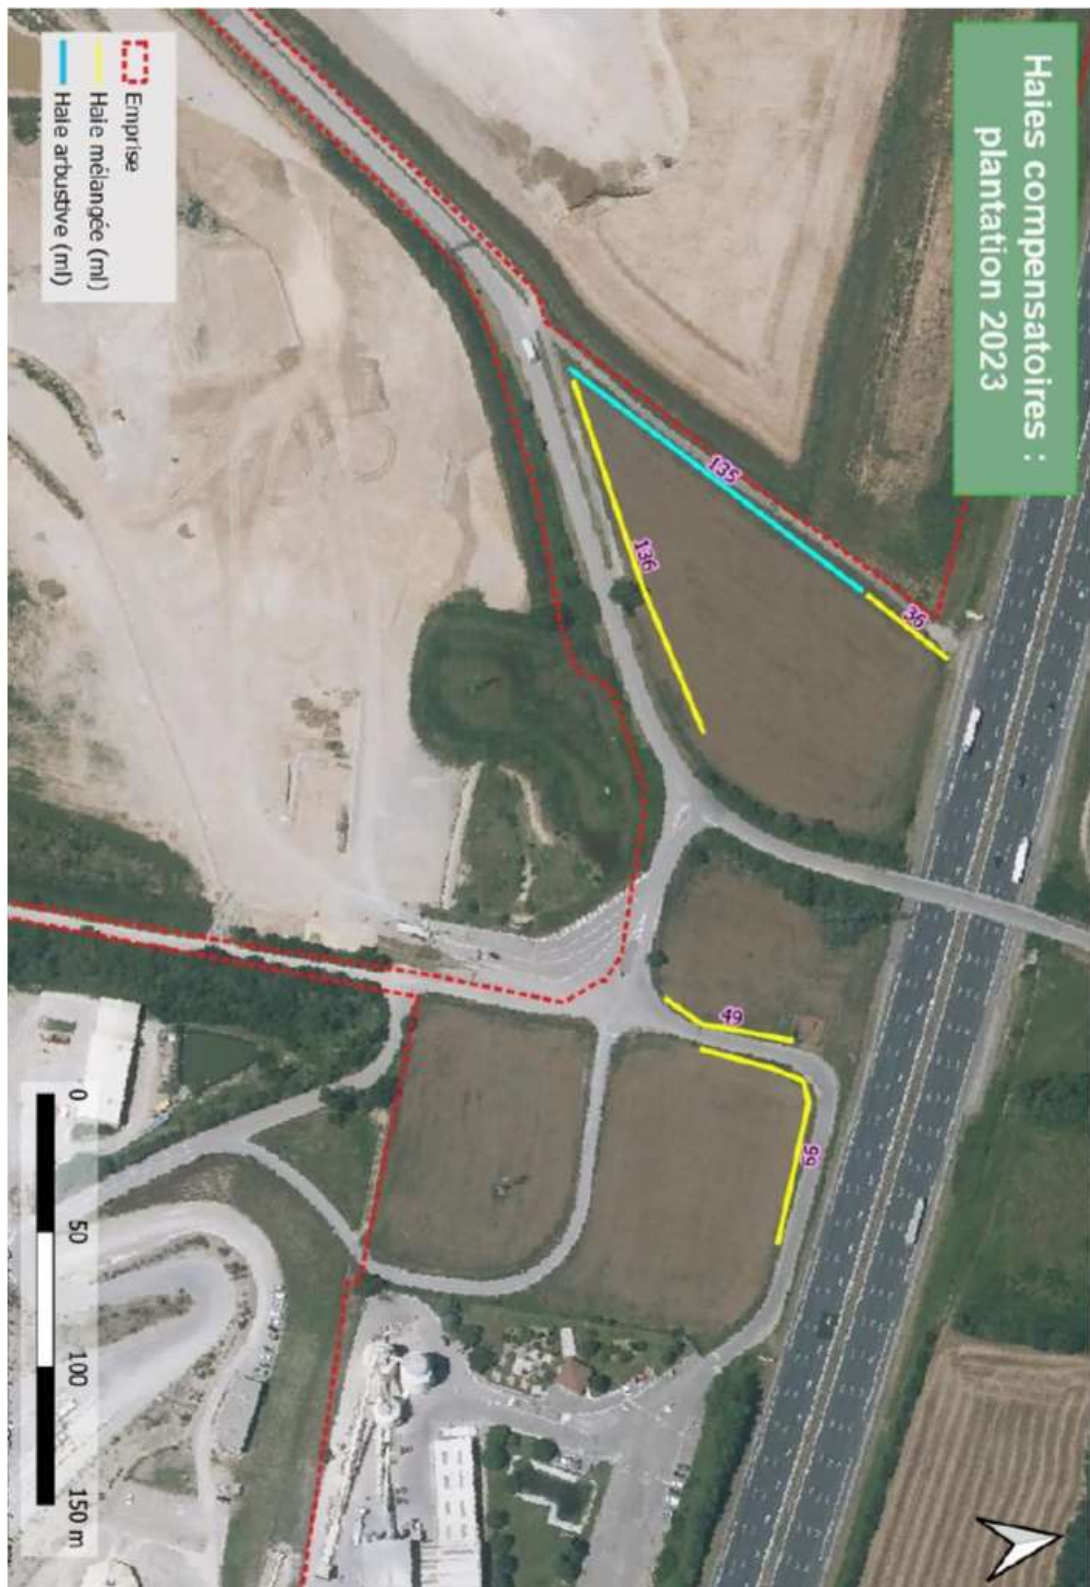 Haies compensatoires :
plantation 2023
36
135
136
49
99
Emprise
Haie mélangée (ml)
Haie arbustive (ml)
0 50 100 150 m